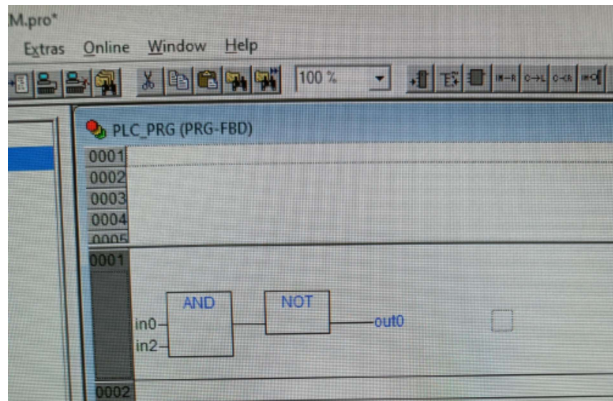 M.pro*
Extras Online Window Help
100 %
PLC_PRG (PRG-FBD)
0001
0002
0003
0004
0005
0001
AND NOT
in0 out0
in2
0002